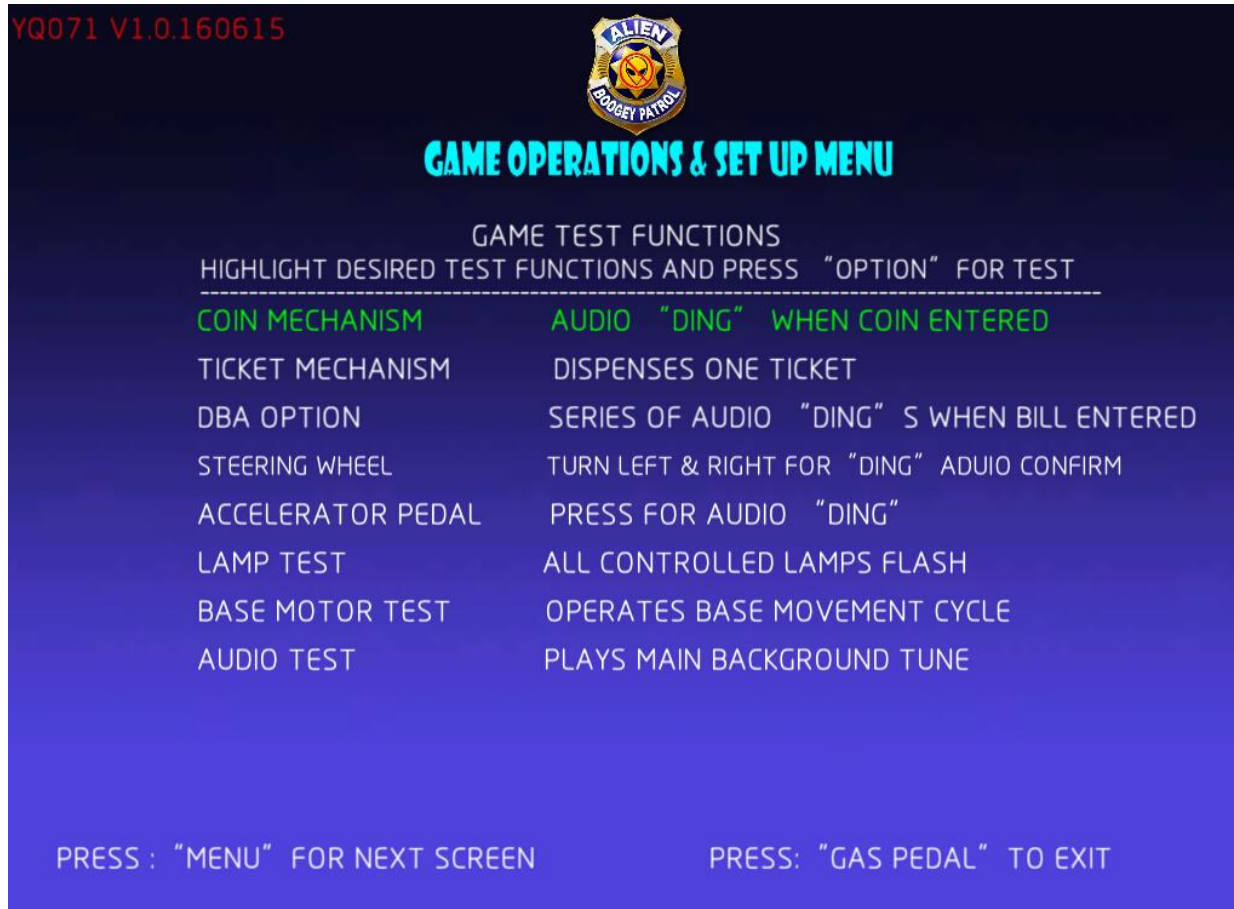 YQ071 V1.0.160615
ALIEN
BOOGEY PATROL
GAME OPERATIONS & SET UP MENU
GAME TEST FUNCTIONS
HIGHLIGHT DESIRED TEST FUNCTIONS AND PRESS "OPTION" FOR TEST
COIN MECHANISM AUDIO "DING" WHEN COIN ENTERED
TICKET MECHANISM DISPENSES ONE TICKET
DBA OPTION SERIES OF AUDIO "DING" S WHEN BILL ENTERED
STEERING WHEEL TURN LEFT & RIGHT FOR "DING" ADUIO CONFIRM
ACCELERATOR PEDAL PRESS FOR AUDIO "DING"
LAMP TEST ALL CONTROLLED LAMPS FLASH
BASE MOTOR TEST OPERATES BASE MOVEMENT CYCLE
AUDIO TEST PLAYS MAIN BACKGROUND TUNE
PRESS : "MENU" FOR NEXT SCREEN PRESS: "GAS PEDAL" TO EXIT